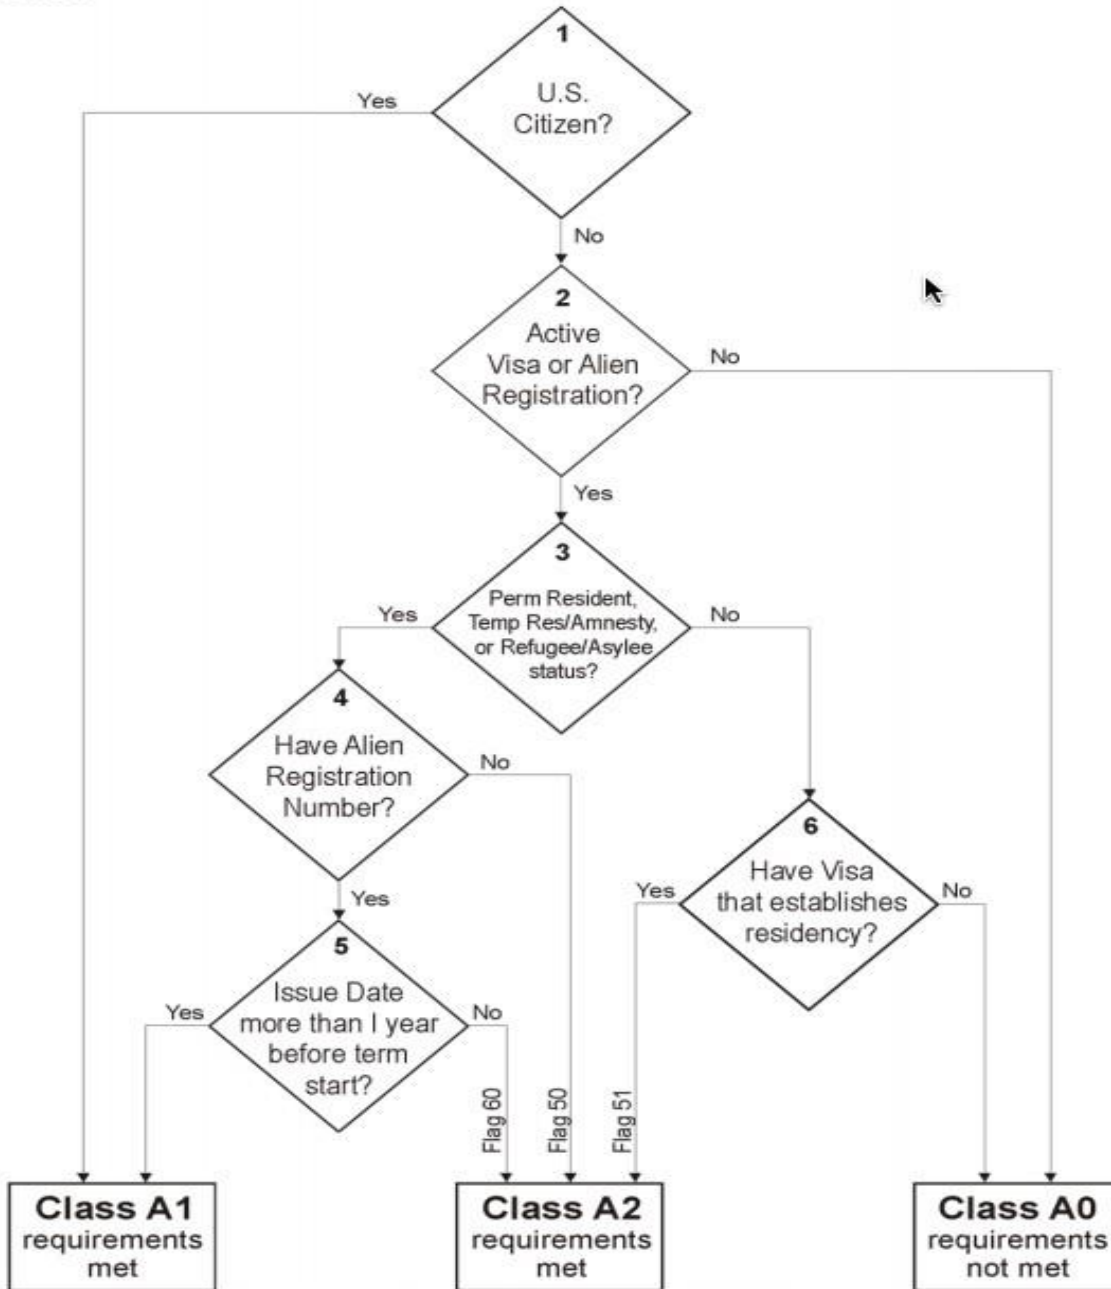 1
U.S.
Citizen?
Yes
No
2
Active
Visa or Alien
Registration?
No
Yes
3
Perm Resident,
Temp Res/Amnesty,
or Refugee/Asylee
status?
Yes
No
4
Have Alien
Registration
Number?
No
Yes
6
Have Visa
that establishes
residency?
Yes
No
5
Issue Date
more than I year
before term
start?
Yes
No
Flag 60
Flag 50
Flag 51
Class A1
requirements
met
Class A2
requirements
met
Class A0
requirements
not met